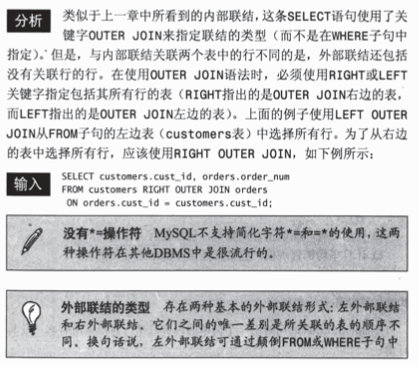 分析 类似于上一章中所看到的内部联结，这条SELECT语句使用了关
键字OUTER JOIN来指定联结的类型（而不是在WHERE子句中
指定）。但是，与内部联结关联两个表中的行不同的是，外部联结还包括
没有关联行的行。在使用OUTER JOIN语法时，必须使用RIGHT或LEFT
关键字指定包括其所有行的表（RIGHT指出的是OUTER JOIN右边的表，
而LEFT指出的是OUTER JOIN左边的表）。上面的例子使用LEFT OUTER
JOIN从FROM子句的左边表（customers表）中选择所有行。为了从右边
的表中选择所有行，应该使用RIGHT OUTER JOIN，如下例所示：
输入 SELECT customers.cust_id, orders.order_num
FROM customers RIGHT OUTER JOIN orders
ON orders.cust_id = customers.cust_id;
没有*=操作符 MySQL不支持简化字符*=和=*的使用，这两
种操作符在其他DBMS中是很流行的。
外部联结的类型 存在两种基本的外部联结形式：左外部联结
和右外部联结。它们之间的唯一差别是所关联的表的顺序不
同。换句话说，左外部联结可通过颠倒FROM或WHERE子句中